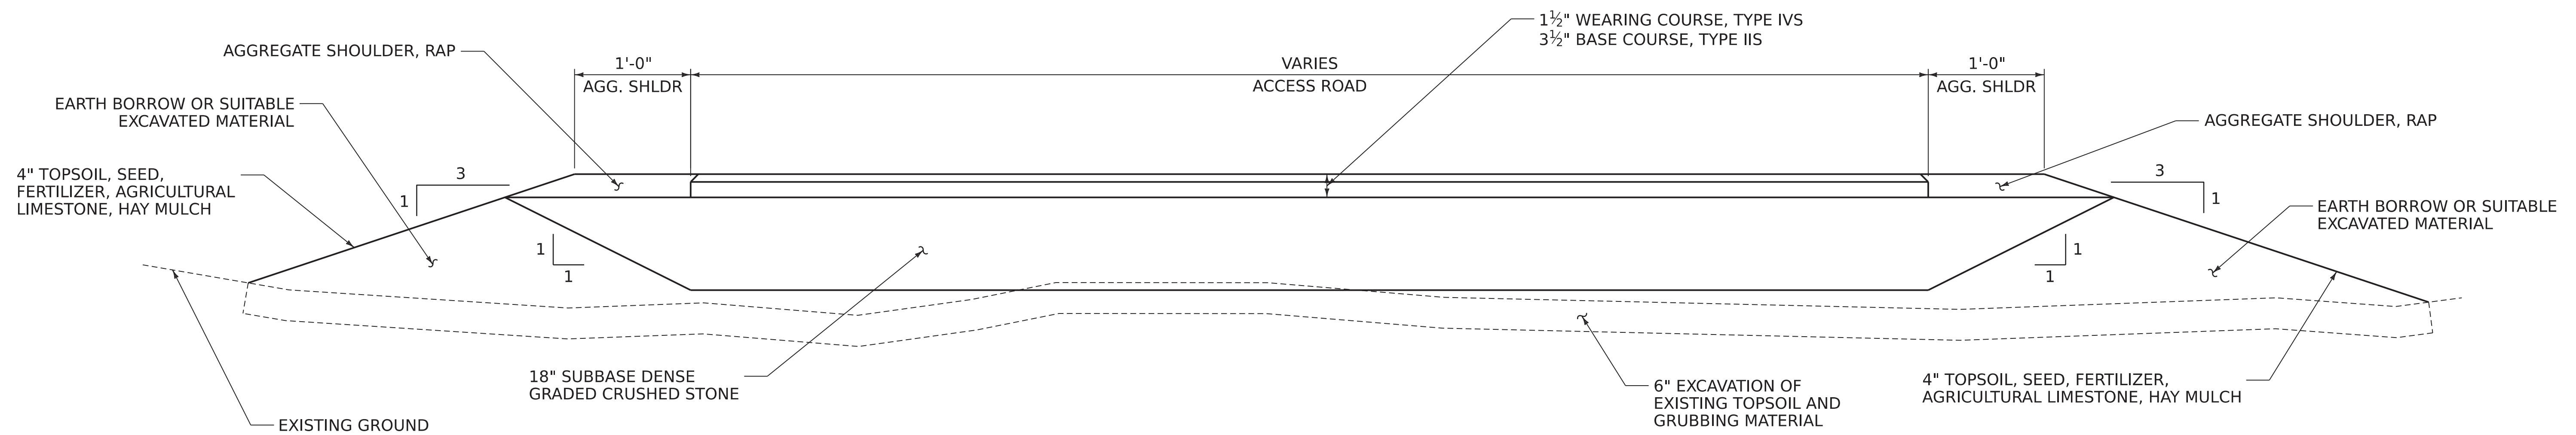 1½" WEARING COURSE, TYPE IVS
3½" BASE COURSE, TYPE IIS
AGGREGATE SHOULDER, RAP
1'-0"
AGG. SHLDR
VARIES
ACCESS ROAD
1'-0"
AGG. SHLDR
EARTH BORROW OR SUITABLE
EXCAVATED MATERIAL
AGGREGATE SHOULDER, RAP
4" TOPSOIL, SEED,
FERTILIZER, AGRICULTURAL
LIMESTONE, HAY MULCH
3
1
3
1
EARTH BORROW OR SUITABLE
EXCAVATED MATERIAL
1
1
1
1
18" SUBBASE DENSE
GRADED CRUSHED STONE
6" EXCAVATION OF
EXISTING TOPSOIL AND
GRUBBING MATERIAL
4" TOPSOIL, SEED, FERTILIZER,
AGRICULTURAL LIMESTONE, HAY MULCH
EXISTING GROUND